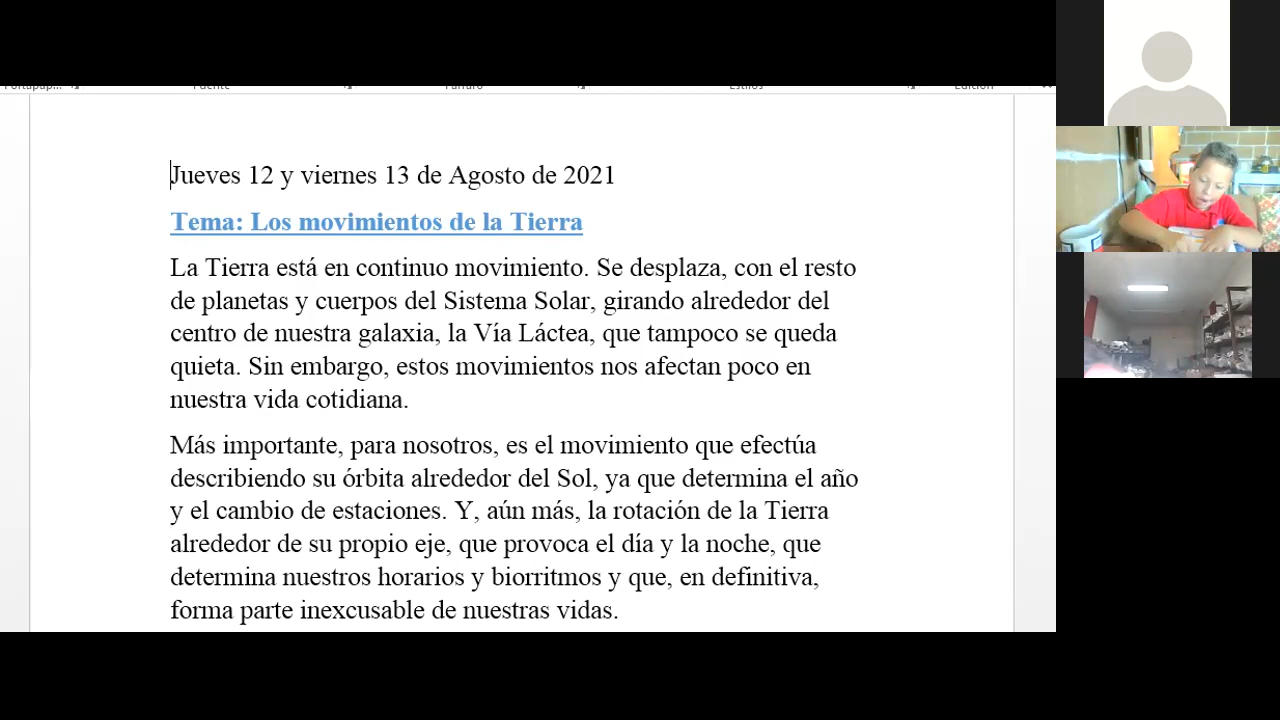 Portapap... Fuente Párrafo Estilos Edición
Jueves 12 y viernes 13 de Agosto de 2021
Tema: Los movimientos de la Tierra
La Tierra está en continuo movimiento. Se desplaza, con el resto
de planetas y cuerpos del Sistema Solar, girando alrededor del
centro de nuestra galaxia, la Vía Láctea, que tampoco se queda
quieta. Sin embargo, estos movimientos nos afectan poco en
nuestra vida cotidiana.
Más importante, para nosotros, es el movimiento que efectúa
describiendo su órbita alrededor del Sol, ya que determina el año
y el cambio de estaciones. Y, aún más, la rotación de la Tierra
alrededor de su propio eje, que provoca el día y la noche, que
determina nuestros horarios y biorritmos y que, en definitiva,
forma parte inexcusable de nuestras vidas.